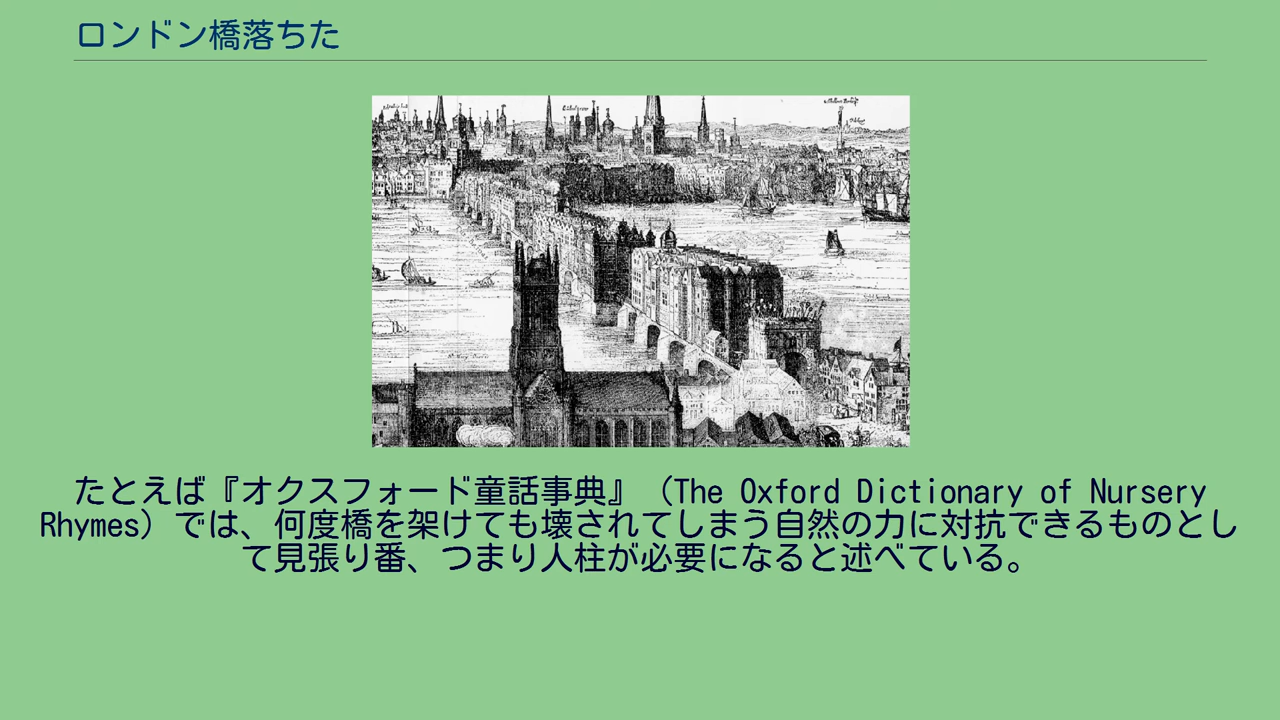 ロンドン橋落ちた
たとえば『オクスフォード童話事典』（The Oxford Dictionary of Nursery
Rhymes）では、何度橋を架けても壊されてしまう自然の力に対抗できるものとし
て見張り番、つまり人柱が必要になると述べている。